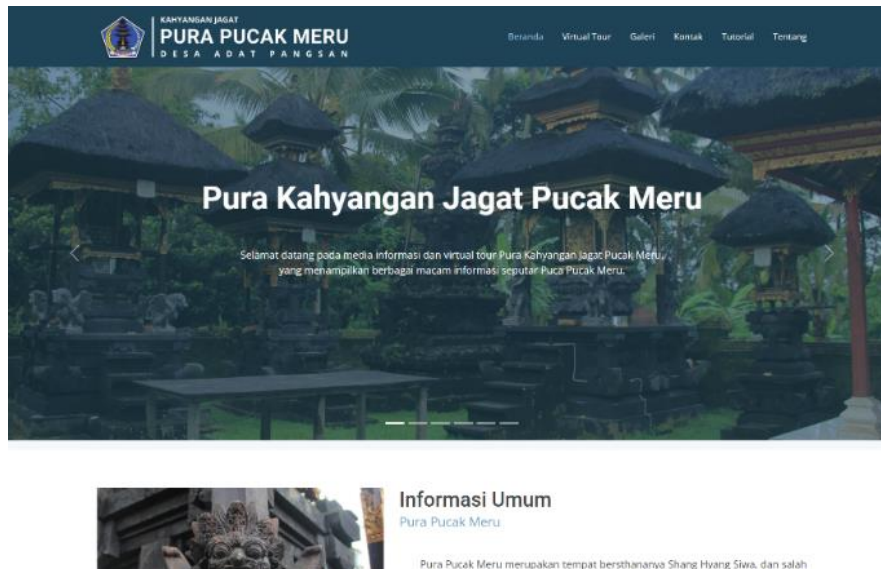 KAHYANGAN JAGAT
PURA PUCAK MERU
DESA ADAT PANGSAN
Beranda Virtual Tour Galeri Kontak Tutorial Tentang
Pura Kahyangan Jagat Pucak Meru
Selamat datang pada media informasi dan virtual tour Pura Kahyangan Jagat Pucak Meru,
yang menampilkan berbagai macam informasi seputar Puca Pucak Meru.
Informasi Umum
Pura Pucak Meru
Pura Pucak Meru merupakan tempat bersthananya Shang Hyang Siwa, dan salah